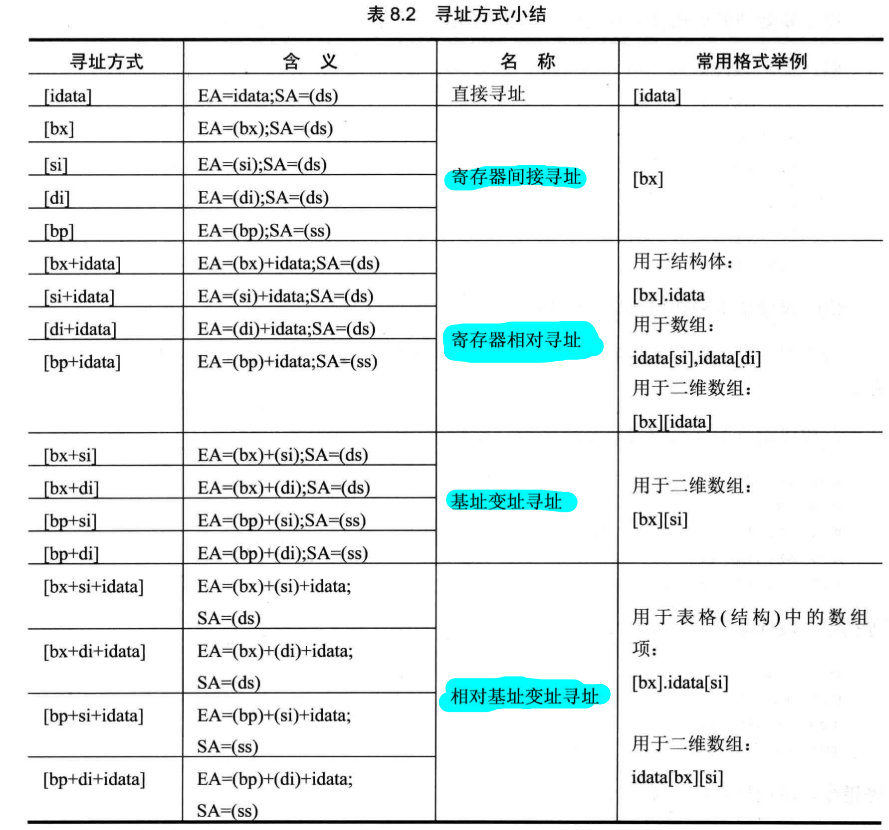 表 8.2 寻址方式小结
寻址方式 含 义 名 称 常用格式举例
[idata] EA=idata;SA=(ds) 直接寻址 [idata]
[bx] EA=(bx);SA=(ds)
[si] EA=(si);SA=(ds)
寄存器间接寻址 [bx]
[di] EA=(di);SA=(ds)
[bp] EA=(bp);SA=(ss)
[bx+idata] EA=(bx)+idata;SA=(ds) 用于结构体：
[si+idata] EA=(si)+idata;SA=(ds) [bx].idata
[di+idata] EA=(di)+idata;SA=(ds) 用于数组：
寄存器相对寻址
[bp+idata] EA=(bp)+idata;SA=(ss) idata[si],idata[di]
用于二维数组：
[bx][idata]
[bx+si] EA=(bx)+(si);SA=(ds)
[bx+di] EA=(bx)+(di);SA=(ds) 用于二维数组：
基址变址寻址
[bp+si] EA=(bp)+(si);SA=(ss) [bx][si]
[bp+di] EA=(bp)+(di);SA=(ss)
[bx+si+idata] EA=(bx)+(si)+idata;
SA=(ds) 用于表格(结构)中的数组
[bx+di+idata] EA=(bx)+(di)+idata; 项：
SA=(ds) [bx].idata[si]
相对基址变址寻址
[bp+si+idata] EA=(bp)+(si)+idata;
SA=(ss) 用于二维数组：
[bp+di+idata] EA=(bp)+(di)+idata; idata[bx][si]
SA=(ss)